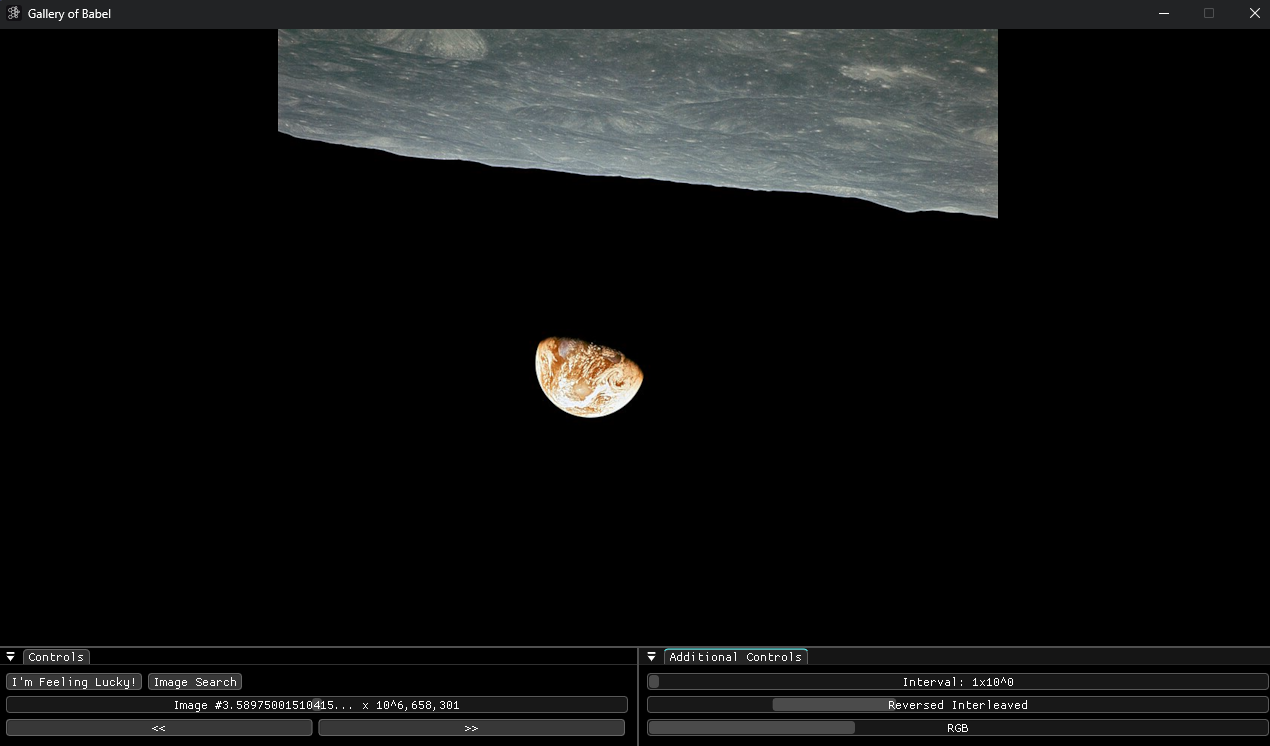 Gallery of Babel
Controls
I'm Feeling Lucky! Image Search
Image #3.58975001510415... x 10^6,658,301
<< >>
Additional Controls
Interval: 1x10^0
Reversed Interleaved
RGB